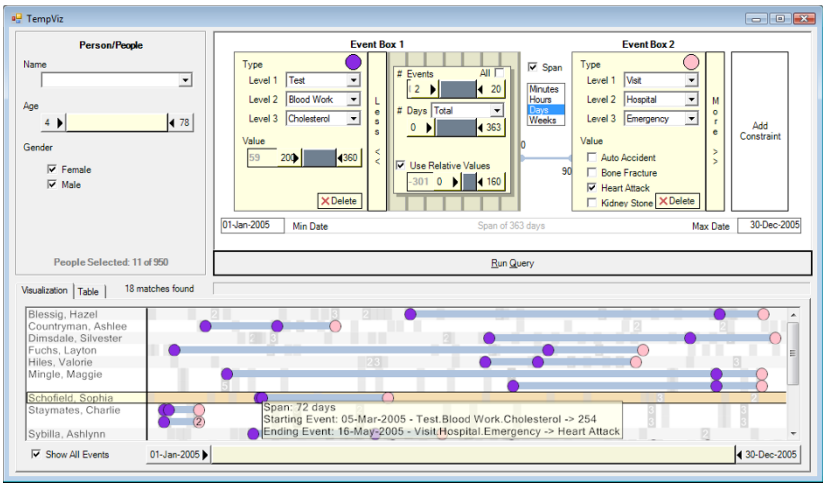 TempViz
Person/People
Name
Age
4 78
Gender
Female
Male
People Selected: 11 of 950
Event Box 1
Type
Level 1 Test
Level 2 Blood Work
Level 3 Cholesterol
Value
59 200 360
Delete
Less <<
# Events All
2 20
# Days Total
0 363
Use Relative Values
-301 0 160
Span
Minutes
Hours
Days
Weeks
0
90
Event Box 2
Type
Level 1 Visit
Level 2 Hospital
Level 3 Emergency
Value
Auto Accident
Bone Fracture
Heart Attack
Kidney Stone Delete
More >>
Add
Constraint
01-Jan-2005 Min Date Span of 363 days Max Date 30-Dec-2005
Run Query
Visualization Table 18 matches found
Blessig, Hazel
Countryman, Ashlee
Dimsdale, Silvester
Fuchs, Layton
Hiles, Valorie
Mingle, Maggie
Schofield, Sophia
Span: 72 days
Staymates, Charlie
Starting Event: 05-Mar-2005 - Test.Blood Work.Cholesterol -> 254
2
Ending Event: 16-May-2005 - Visit.Hospital.Emergency -> Heart Attack
Sybilla, Ashlynn
Show All Events 01-Jan-2005 30-Dec-2005